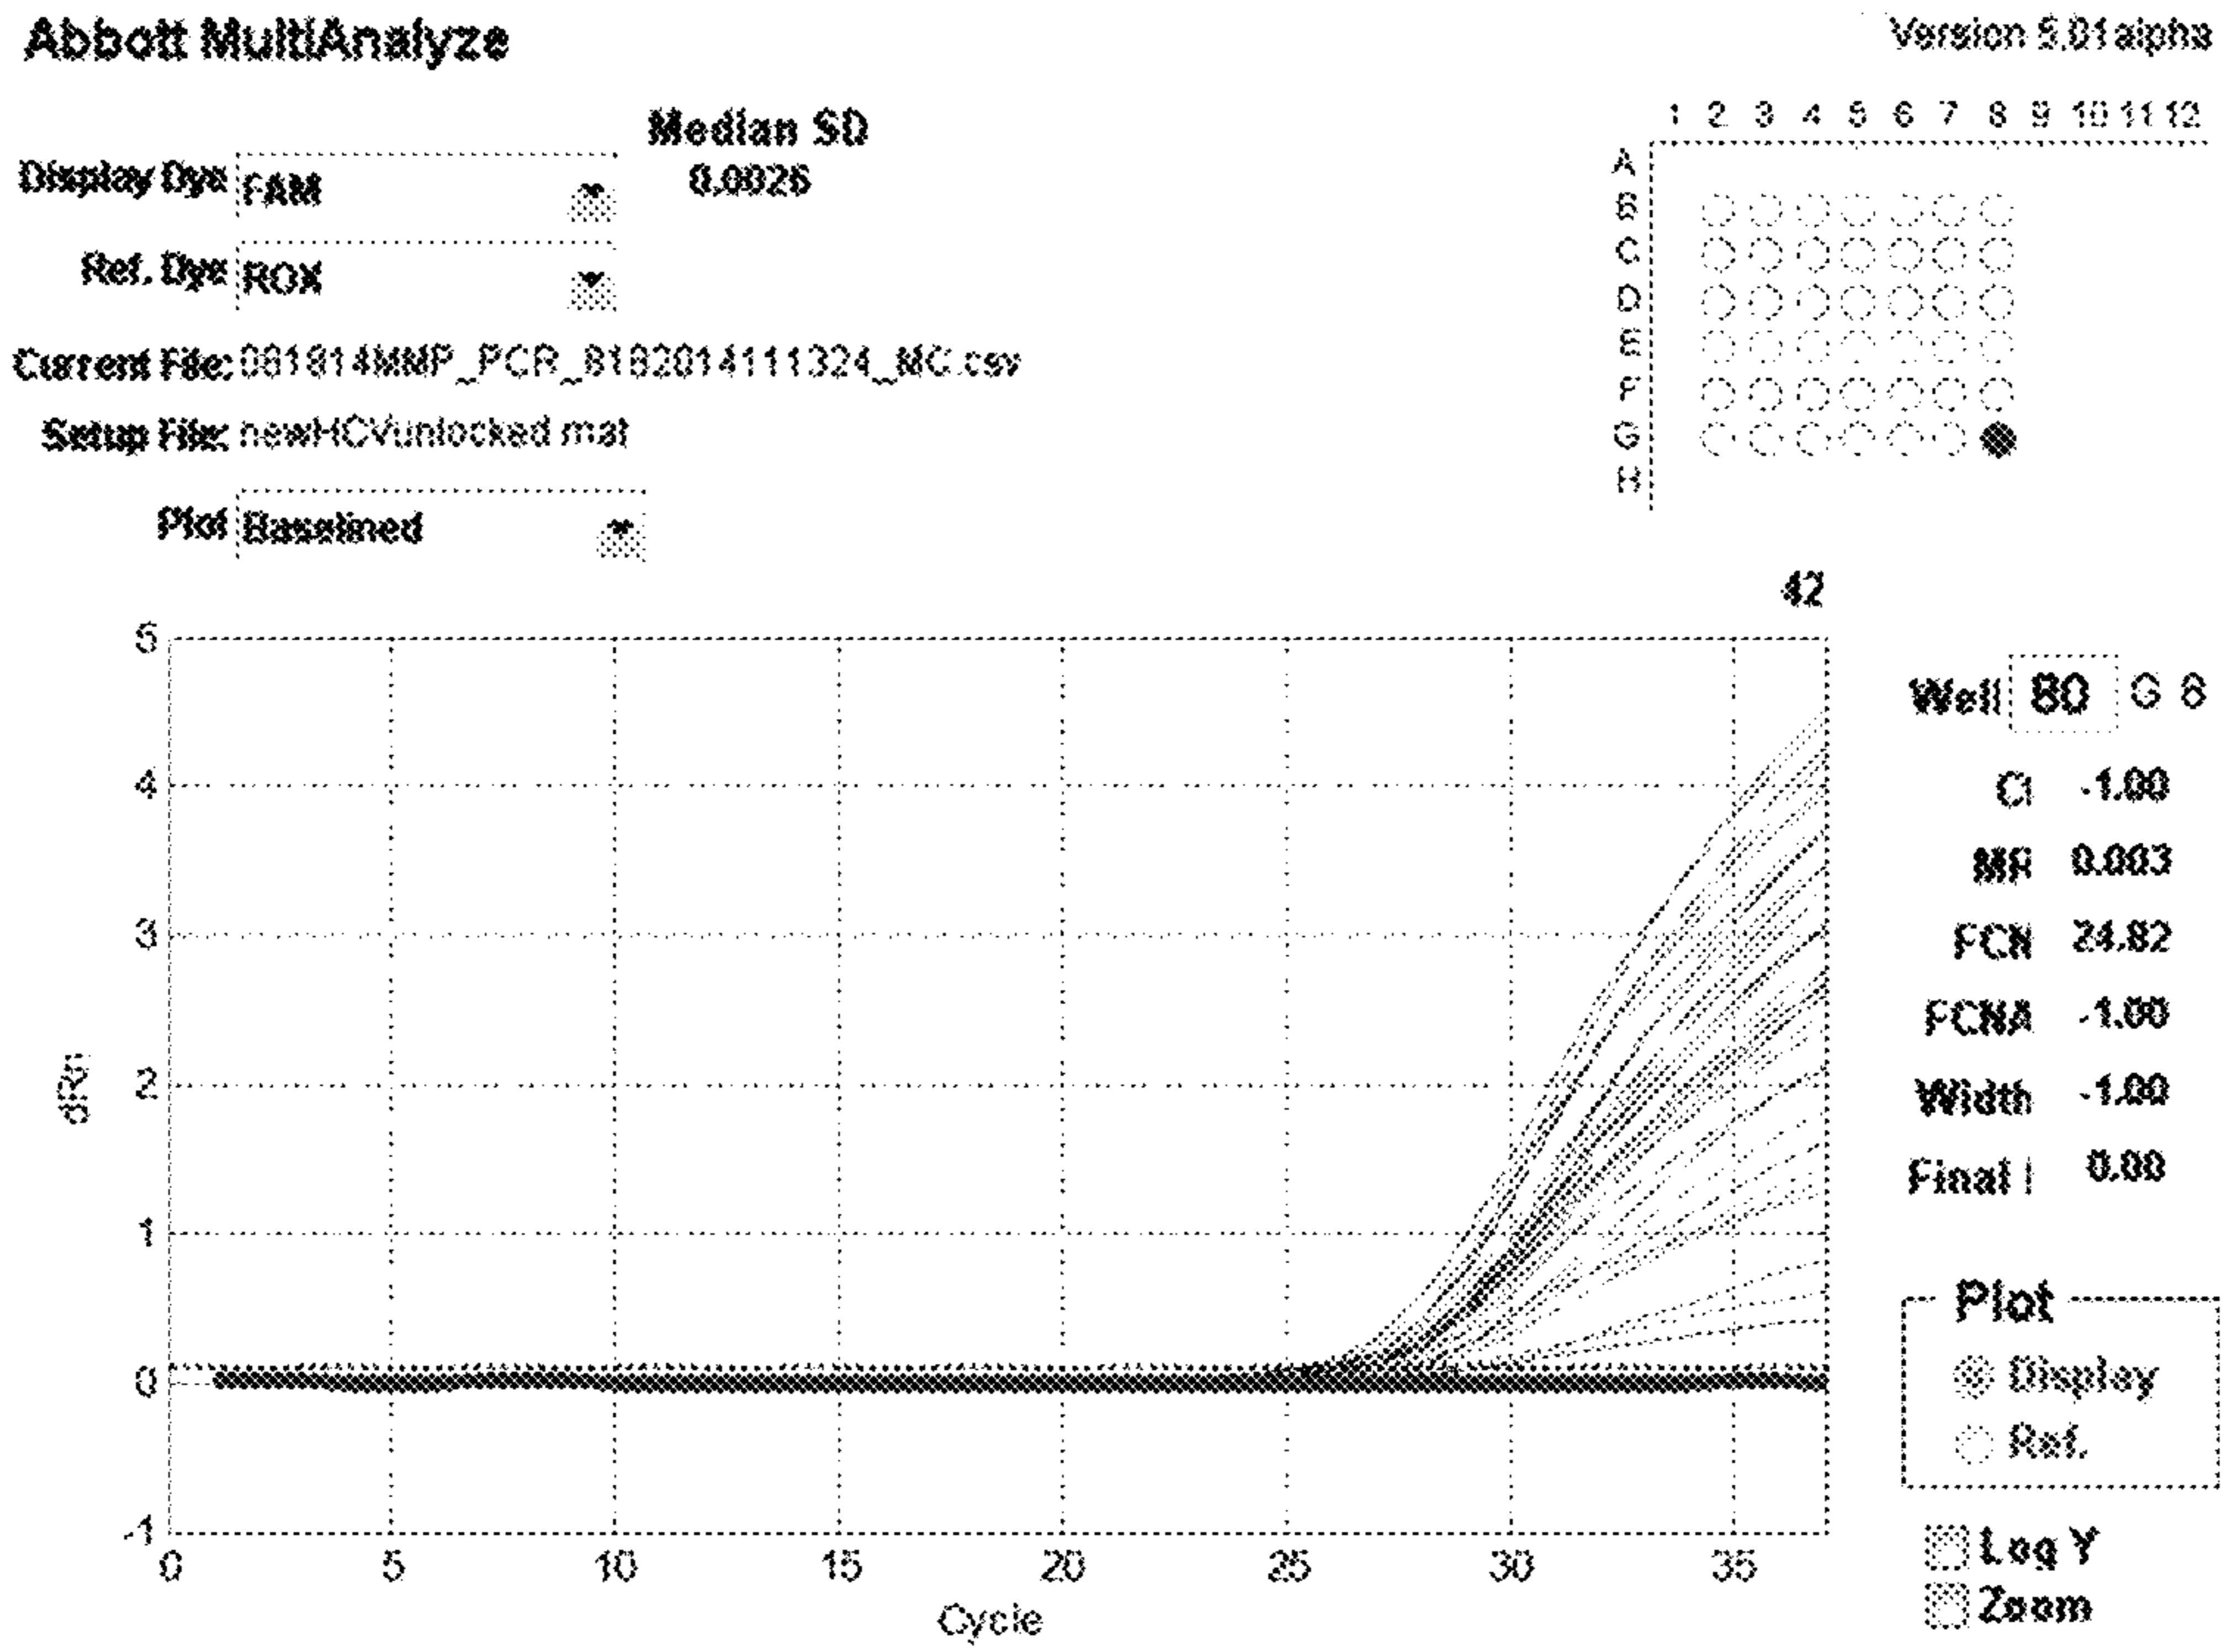 Abbott MultiAnalyze
Version 5.01alpha
Median SD
0.0026
Display Dye FAM
Ref. Dye ROX
Current File: 081814MMP_PCR_8182014111324_MC.csv
Setup File: newHCVunlocked.mat
Plot Baselined
1 2 3 4 5 6 7 8 9 10 11 12
A
B
C
D
E
F
G
H
42
5
4
3
2
1
0
-1
dRn
0 5 10 15 20 25 30 35
Cycle
Well 80 G 8
Ct -1.00
MR 0.003
FCN 24.82
FCNA -1.00
Width -1.00
Final I 0.00
Plot
Display
Ref.
Log Y
Zoom